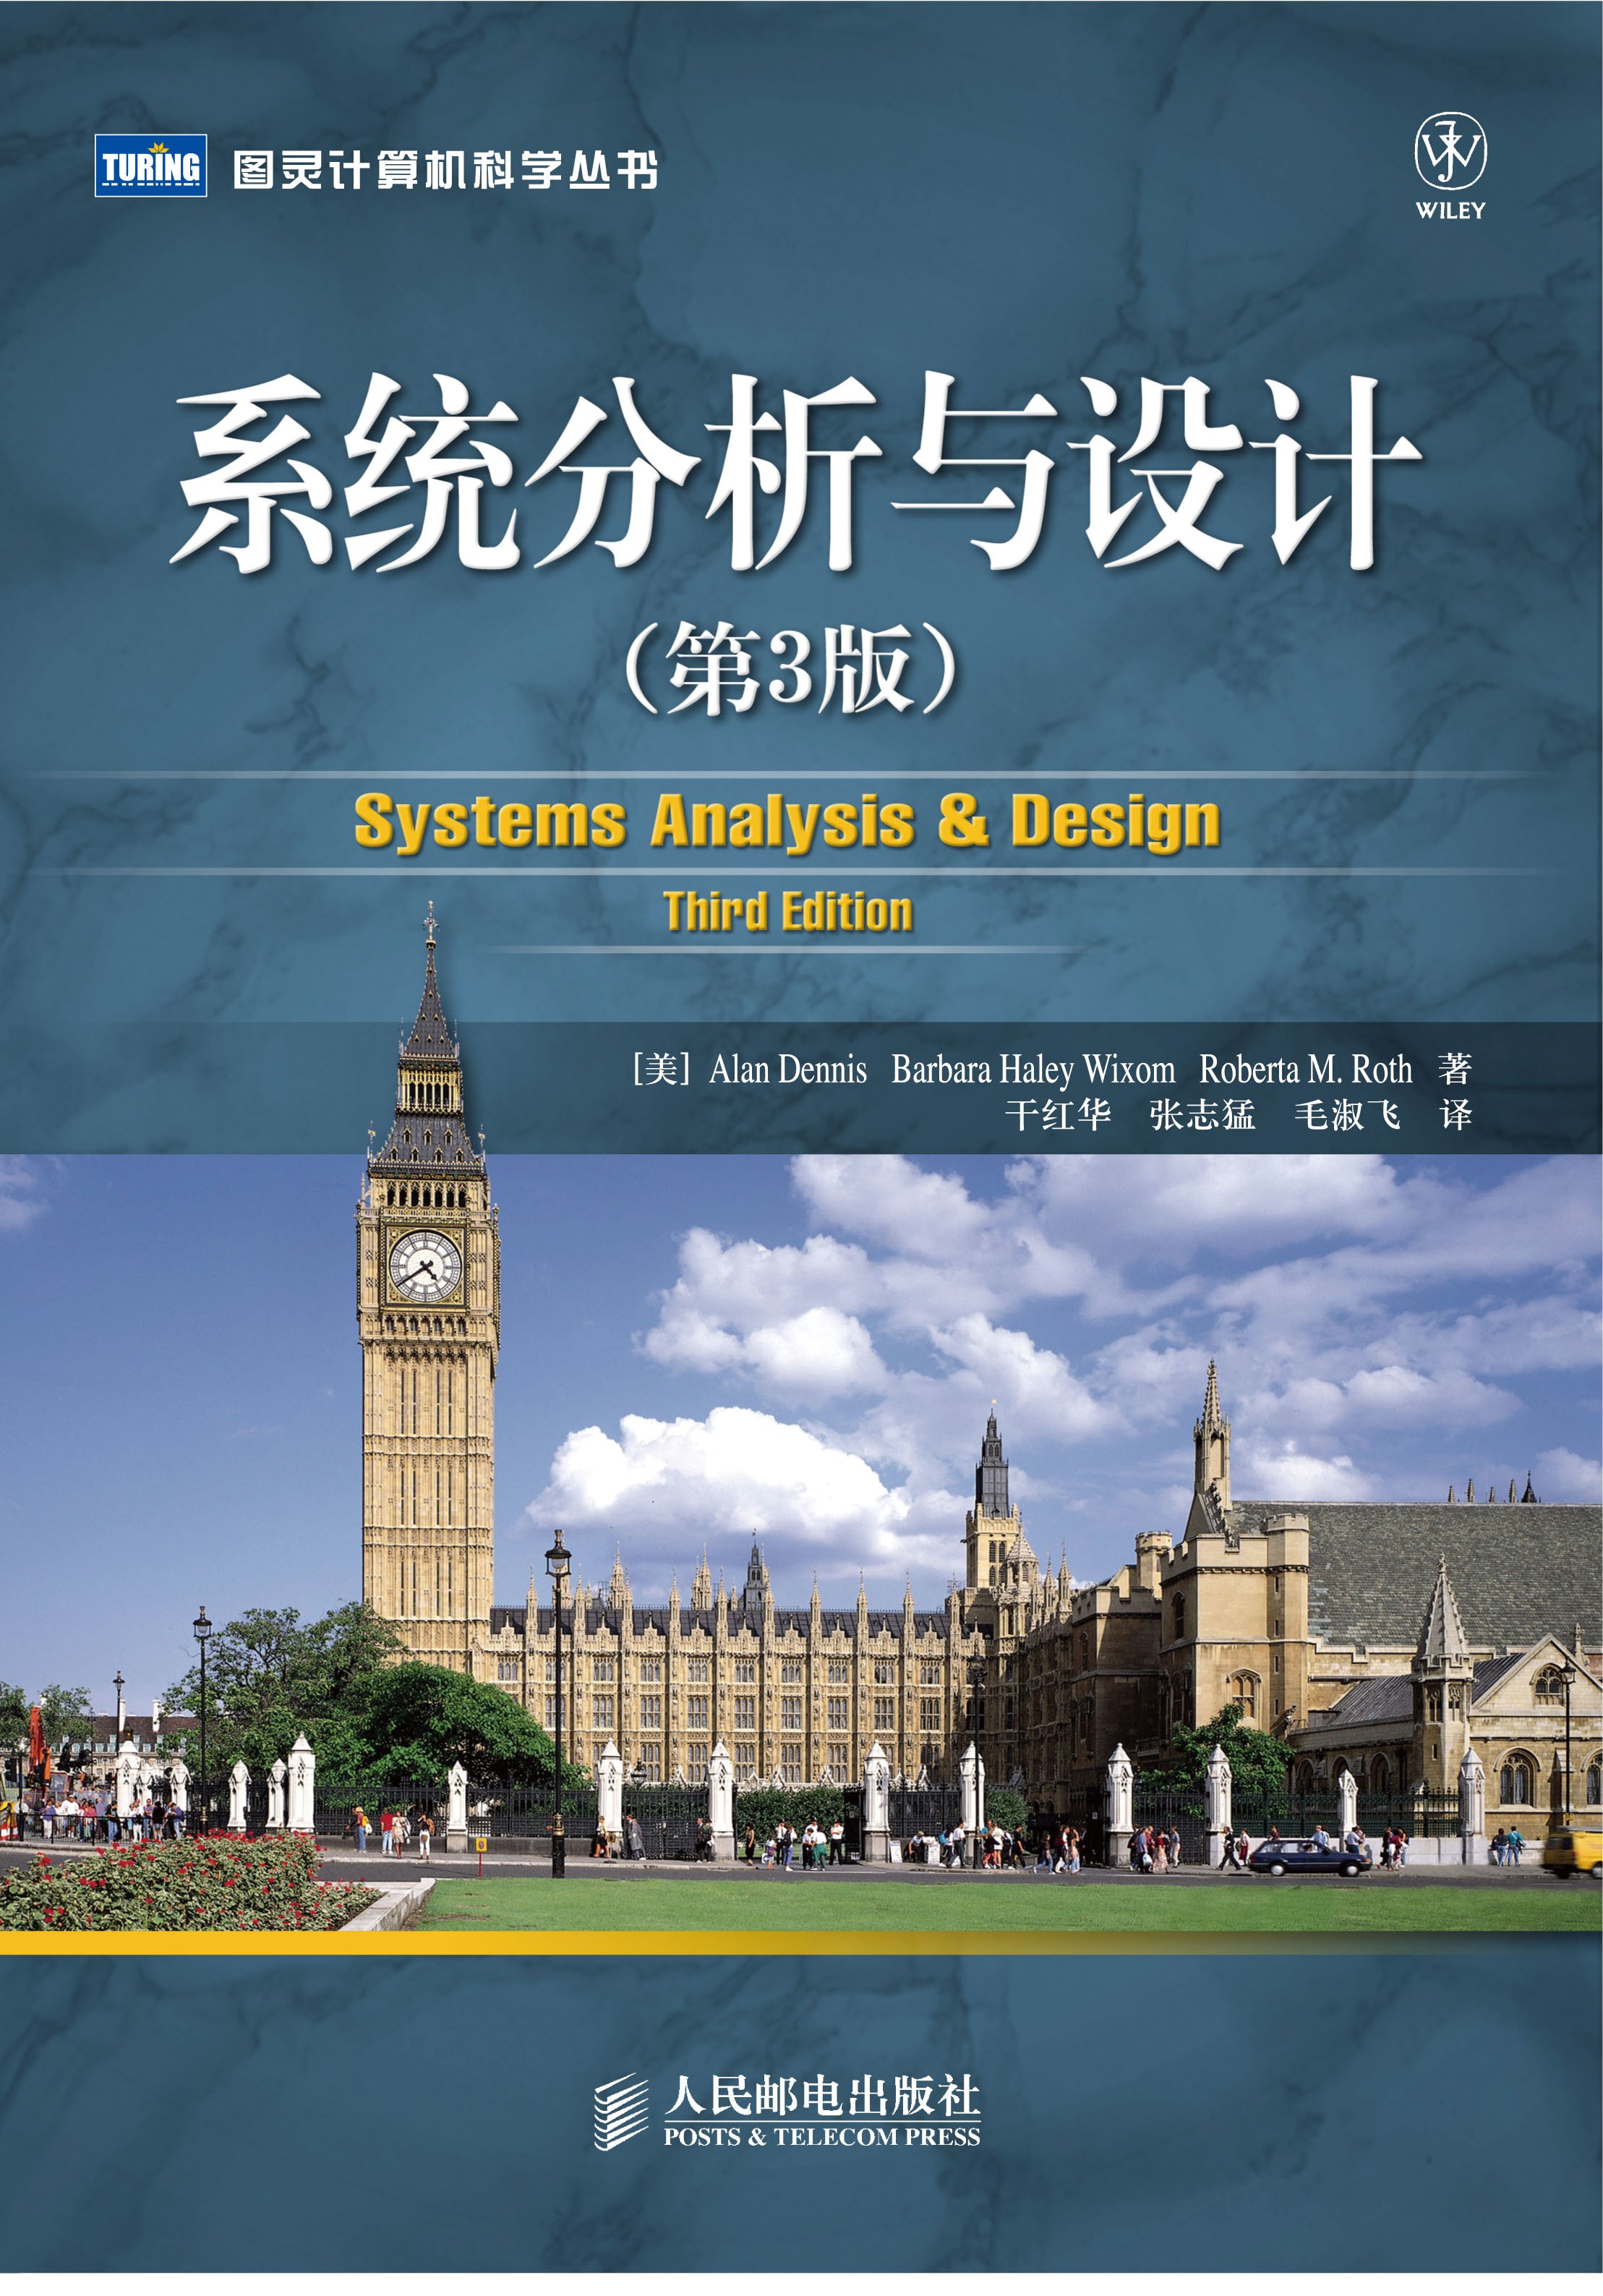 TURING 图灵计算机科学丛书
WILEY
系统分析与设计
（第3版）
Systems Analysis & Design
Third Edition
[美] Alan Dennis Barbara Haley Wixom Roberta M. Roth 著
干红华 张志猛 毛淑飞 译
人民邮电出版社
POSTS & TELECOM PRESS